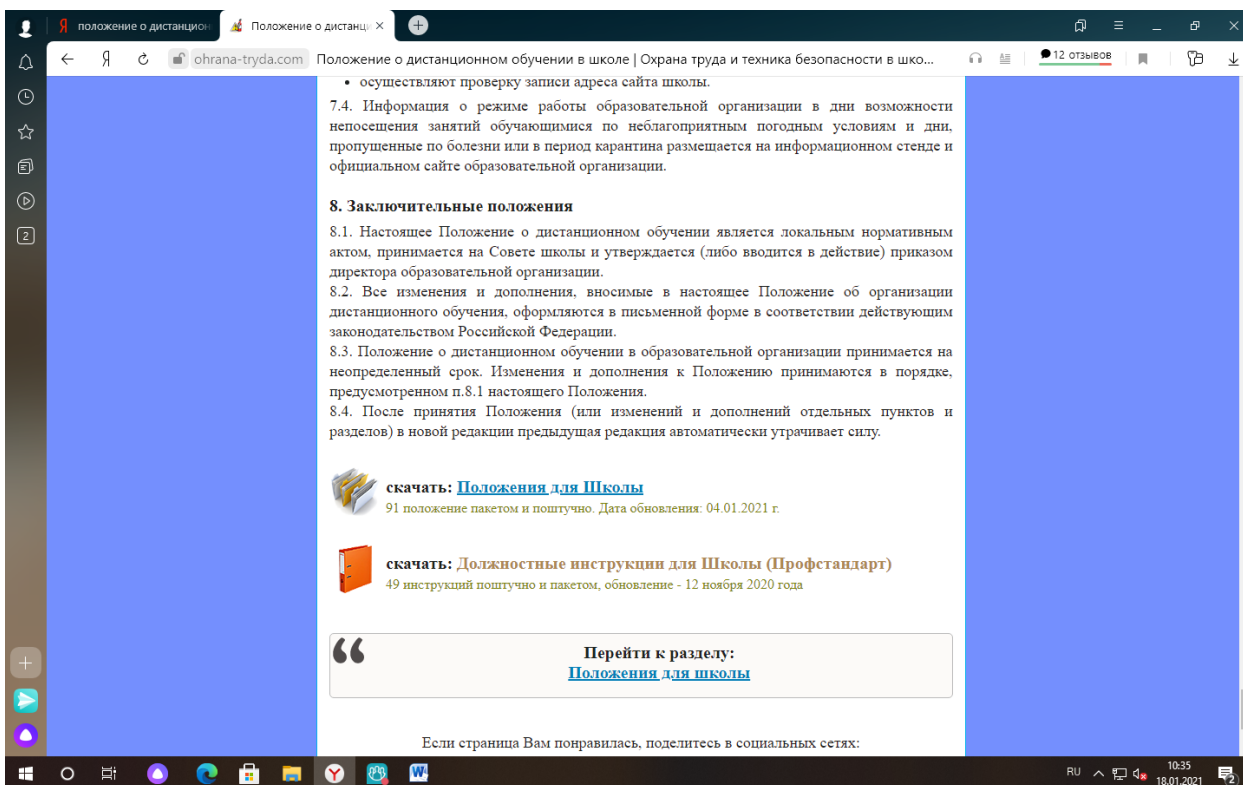 положение о дистанцион
Положение о дистанци
ohrana-tryda.com Положение о дистанционном обучении в школе | Охрана труда и техника безопасности в шко...
12 отзывов
осуществляют проверку записи адреса сайта школы.
7.4. Информация о режиме работы образовательной организации в дни возможности
непосещения занятий обучающимися по неблагоприятным погодным условиям и дни,
пропущенные по болезни или в период карантина размещается на информационном стенде и
официальном сайте образовательной организации.
8. Заключительные положения
8.1. Настоящее Положение о дистанционном обучении является локальным нормативным
актом, принимается на Совете школы и утверждается (либо вводится в действие) приказом
директора образовательной организации.
8.2. Все изменения и дополнения, вносимые в настоящее Положение об организации
дистанционного обучения, оформляются в письменной форме в соответствии действующим
законодательством Российской Федерации.
8.3. Положение о дистанционном обучении в образовательной организации принимается на
неопределенный срок. Изменения и дополнения к Положению принимаются в порядке,
предусмотренном п.8.1 настоящего Положения.
8.4. После принятия Положения (или изменений и дополнений отдельных пунктов и
разделов) в новой редакции предыдущая редакция автоматически утрачивает силу.
скачать: Положения для Школы
91 положение пакетом и поштучно. Дата обновления: 04.01.2021 г.
скачать: Должностные инструкции для Школы (Профстандарт)
49 инструкций поштучно и пакетом, обновление - 12 ноября 2020 года
Перейти к разделу:
Положения для школы
Если страница Вам понравилась, поделитесь в социальных сетях:
RU
10:35
18.01.2021
2